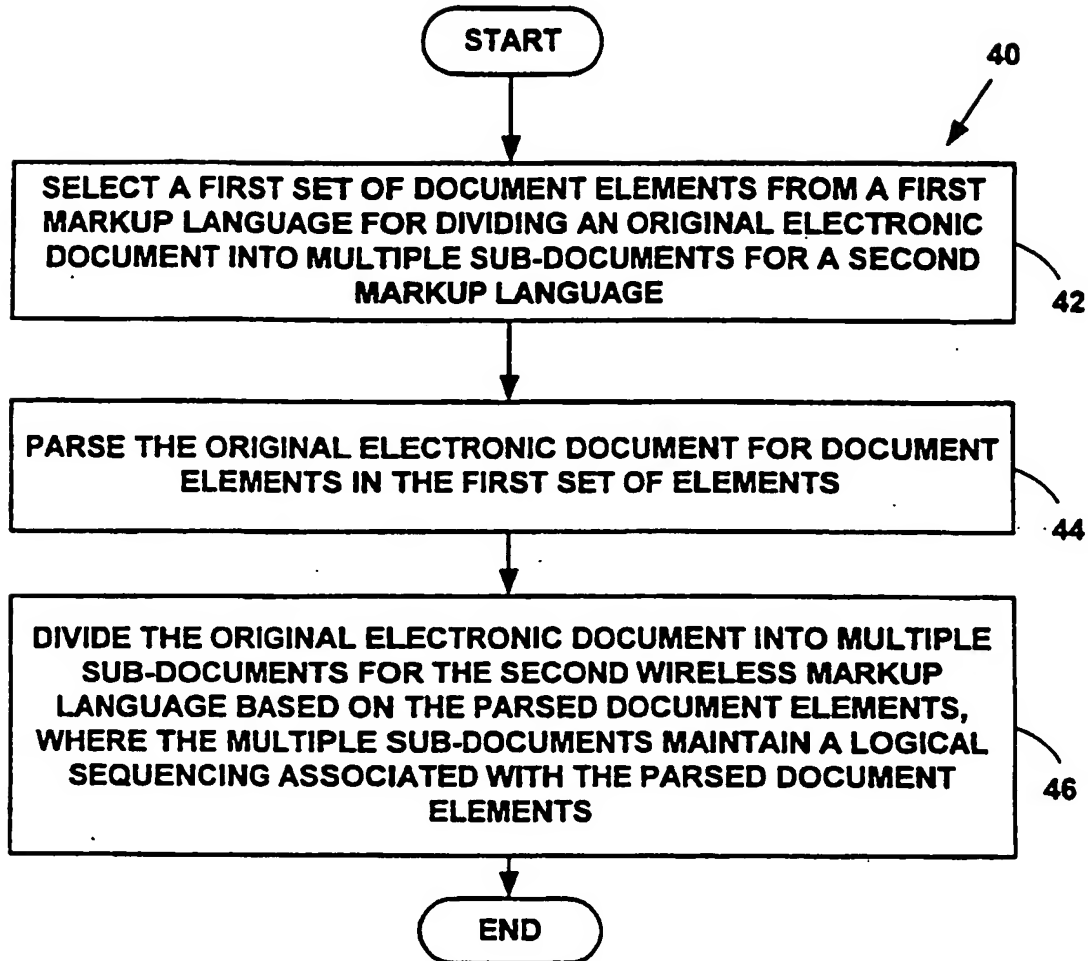 START
40
SELECT A FIRST SET OF DOCUMENT ELEMENTS FROM A FIRST
MARKUP LANGUAGE FOR DIVIDING AN ORIGINAL ELECTRONIC
DOCUMENT INTO MULTIPLE SUB-DOCUMENTS FOR A SECOND
MARKUP LANGUAGE
42
PARSE THE ORIGINAL ELECTRONIC DOCUMENT FOR DOCUMENT
ELEMENTS IN THE FIRST SET OF ELEMENTS
44
DIVIDE THE ORIGINAL ELECTRONIC DOCUMENT INTO MULTIPLE
SUB-DOCUMENTS FOR THE SECOND WIRELESS MARKUP
LANGUAGE BASED ON THE PARSED DOCUMENT ELEMENTS,
WHERE THE MULTIPLE SUB-DOCUMENTS MAINTAIN A LOGICAL
SEQUENCING ASSOCIATED WITH THE PARSED DOCUMENT
ELEMENTS
46
END